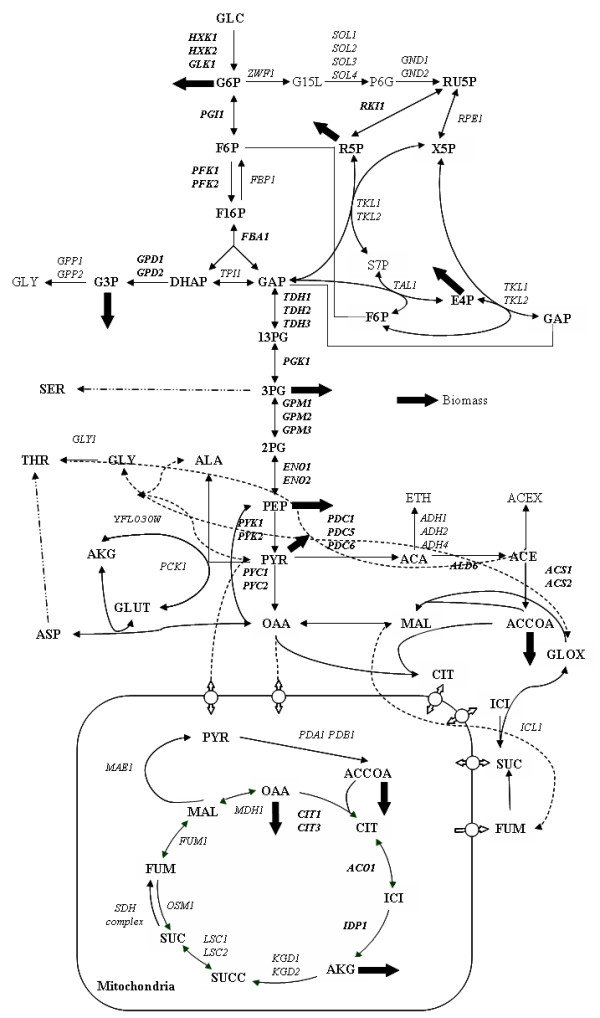 GLC
HXK1
HXK2
GLK1
SOL1
SOL2
SOL3
SOL4
GND1
GND2
G6P
ZWF1
G15L
P6G
RU5P
PGI1
RKI1
RPE1
F6P
R5P
X5P
PFK1
PFK2
FBP1
F16P
TKL1
TKL2
FBA1
S7P
GPP1
GPP2
GPD1
GPD2
GLY
G3P
DHAP
TPI1
GAP
TAL1
TKL1
TKL2
E4P
F6P
GAP
TDH1
TDH2
TDH3
13PG
PGK1
SER
3PG
Biomass
GPM1
GPM2
GPM3
GLY1
2PG
THR
GLY
ALA
ENO1
ENO2
PEP
ETH
ACEX
YFL030W
PYK1
PYK2
PDC1
PDC5
PDC6
ADH1
ADH2
ADH4
AKG
PCK1
PYR
ACA
ALD6
ACE
PYC1
PYC2
ACS1
ACS2
GLUT
ASP
OAA
MAL
ACCOA
GLOX
CIT
ICI
ICL1
PYR
PDA1 PDB1
SUC
MAE1
ACCOA
OAA
MAL
MDH1
CIT1
CIT3
CIT
FUM
FUM1
ACO1
FUM
ICI
SDH
complex
OSM1
IDP1
SUC
LSC1
LSC2
KGD1
KGD2
AKG
SUCC
Mitochondria